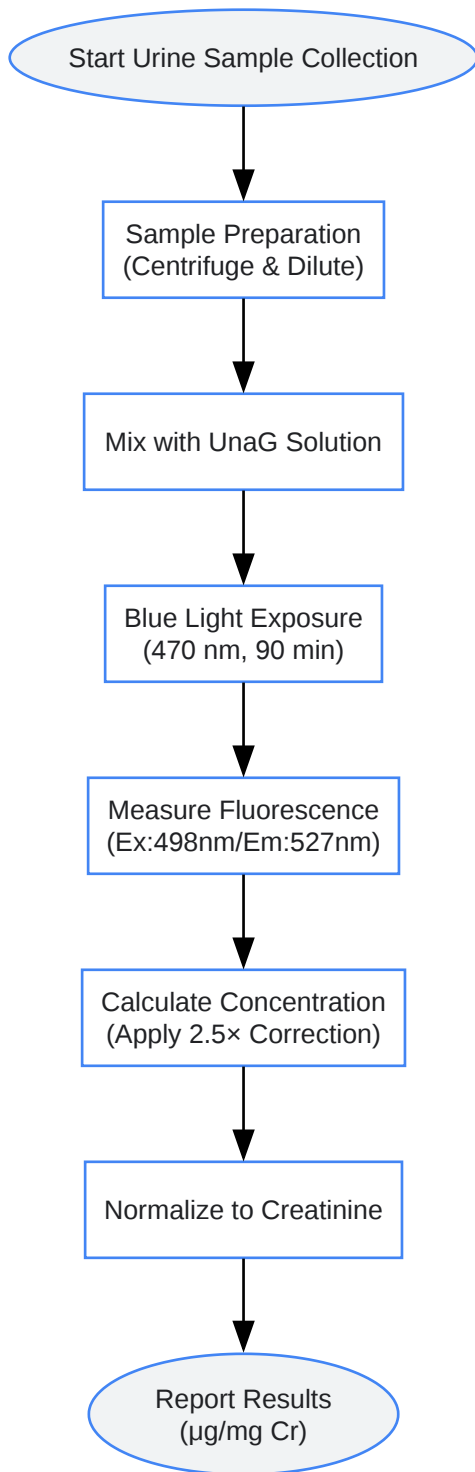 Start Urine Sample Collection
Sample Preparation
(Centrifuge & Dilute)
Mix with UnaG Solution
Blue Light Exposure
(470 nm, 90 min)
Measure Fluorescence
(Ex:498nm/Em:527nm)
Calculate Concentration
(Apply 2.5× Correction)
Normalize to Creatinine
Report Results
(μg/mg Cr)